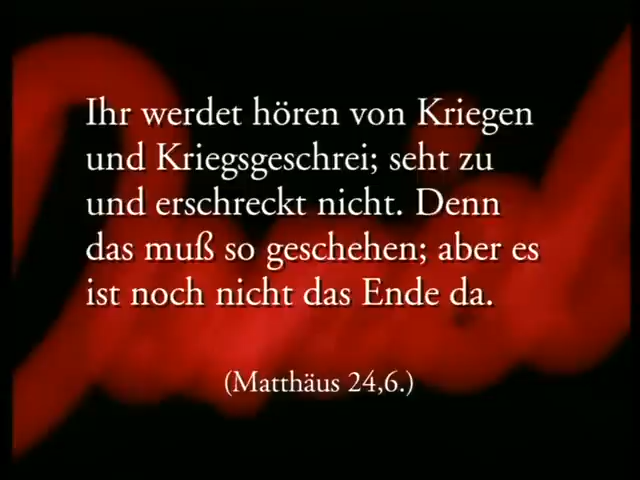 Ihr werdet hören von Kriegen
und Kriegsgeschrei; seht zu
und erschreckt nicht. Denn
das muß so geschehen; aber es
ist noch nicht das Ende da.
(Matthäus 24,6.)